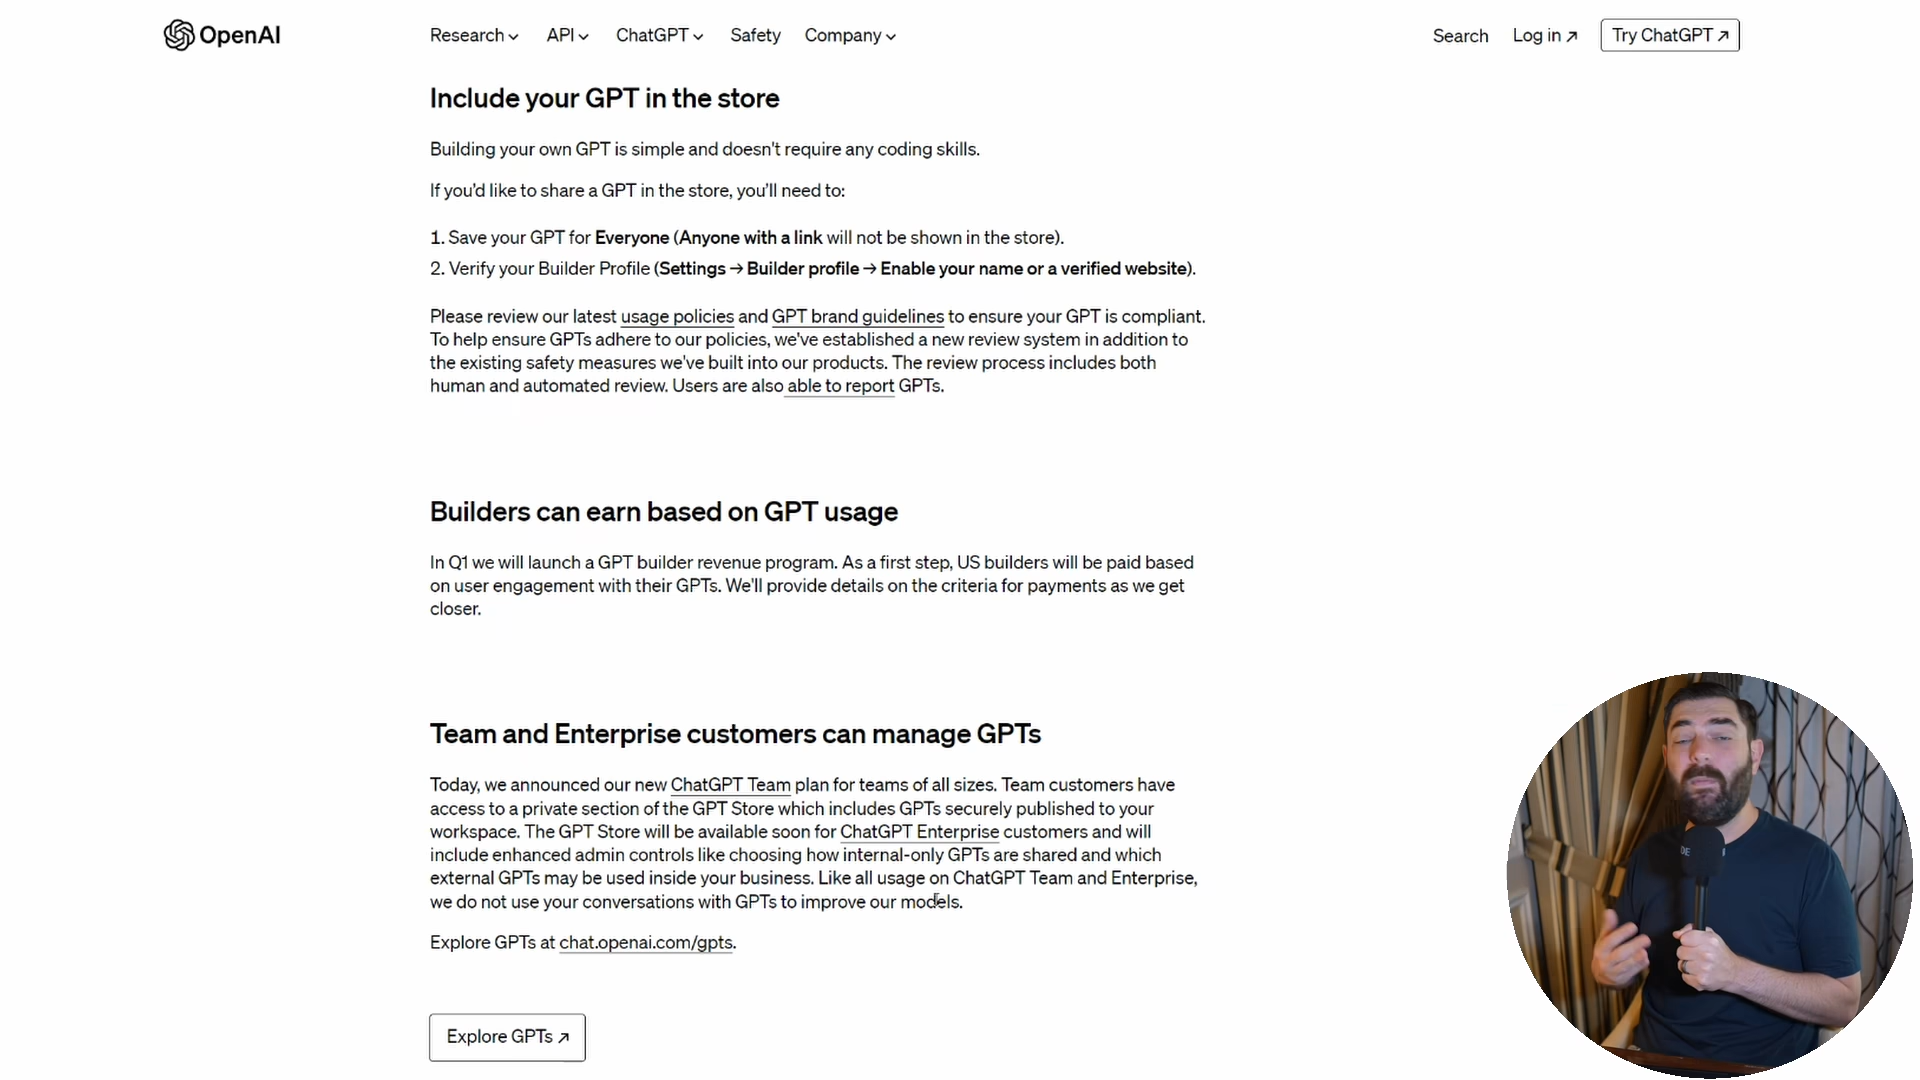 OpenAI
Research API ChatGPT Safety Company Search Log in ↗ Try ChatGPT ↗
Include your GPT in the store
Building your own GPT is simple and doesn't require any coding skills.
If you’d like to share a GPT in the store, you’ll need to:
1. Save your GPT for Everyone (Anyone with a link will not be shown in the store).
2. Verify your Builder Profile (Settings → Builder profile → Enable your name or a verified website).
Please review our latest usage policies and GPT brand guidelines to ensure your GPT is compliant.
To help ensure GPTs adhere to our policies, we've established a new review system in addition to
the existing safety measures we've built into our products. The review process includes both
human and automated review. Users are also able to report GPTs.
Builders can earn based on GPT usage
In Q1 we will launch a GPT builder revenue program. As a first step, US builders will be paid based
on user engagement with their GPTs. We'll provide details on the criteria for payments as we get
closer.
Team and Enterprise customers can manage GPTs
Today, we announced our new ChatGPT Team plan for teams of all sizes. Team customers have
access to a private section of the GPT Store which includes GPTs securely published to your
workspace. The GPT Store will be available soon for ChatGPT Enterprise customers and will
include enhanced admin controls like choosing how internal-only GPTs are shared and which
external GPTs may be used inside your business. Like all usage on ChatGPT Team and Enterprise,
we do not use your conversations with GPTs to improve our models.
Explore GPTs at chat.openai.com/gpts.
Explore GPTs ↗